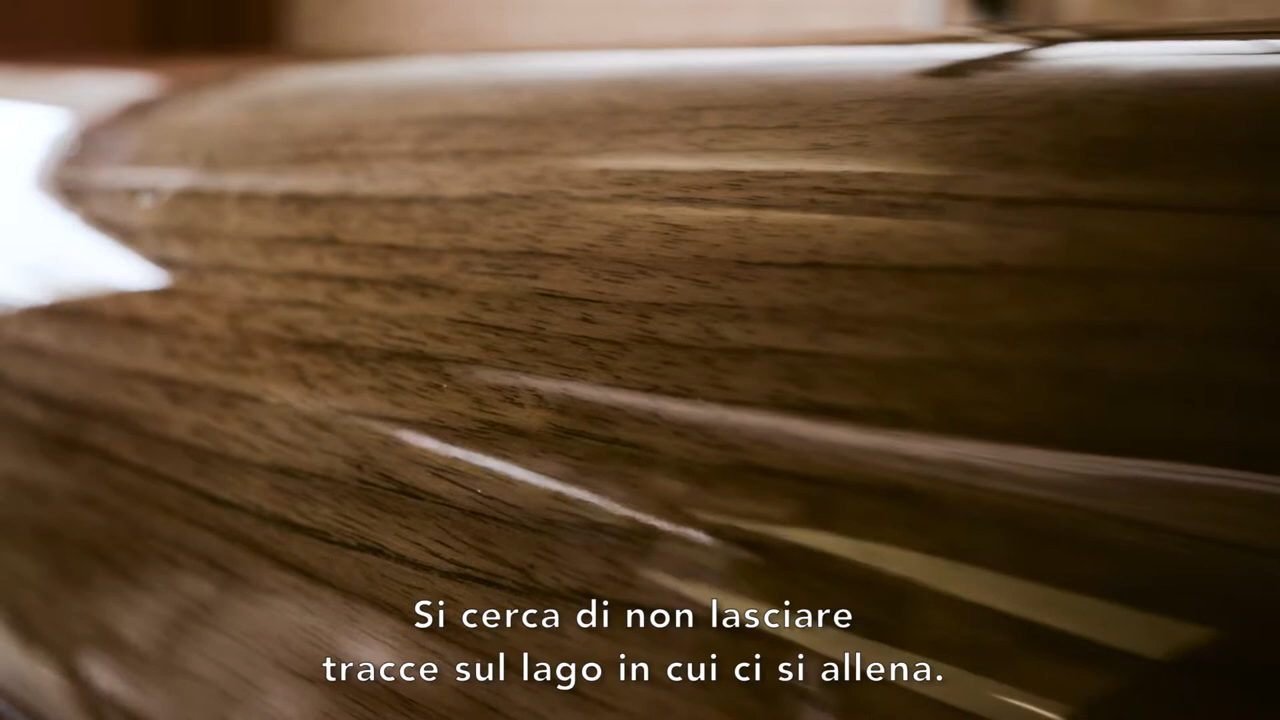 Si cerca di non lasciare
tracce sul lago in cui ci si allena.